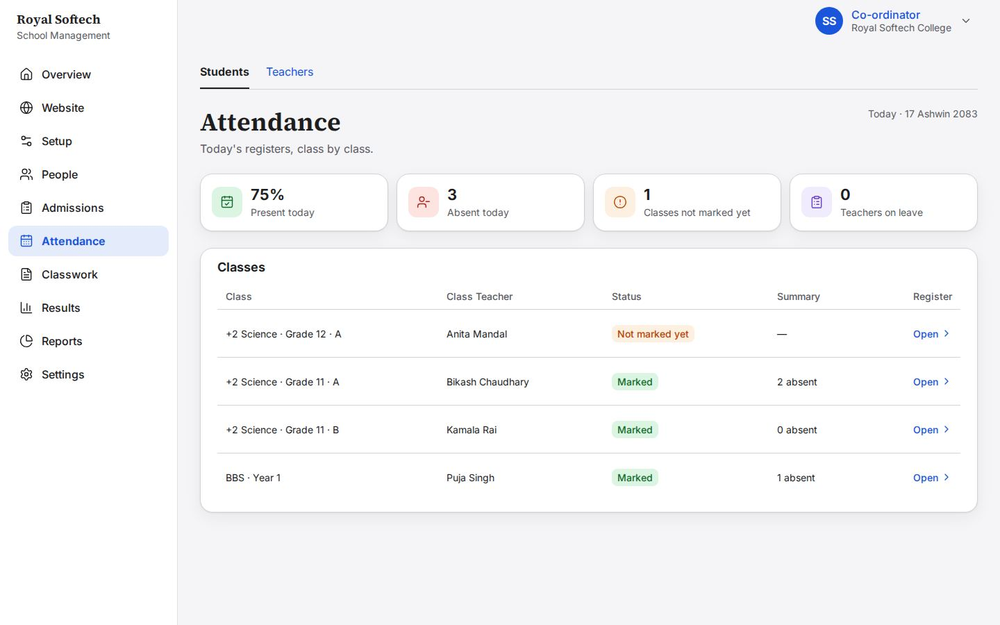 Royal Softech
School Management
Overview
Website
Setup
People
Admissions
Attendance
Classwork
Results
Reports
Settings
SS
Co-ordinator
Royal Softech College
Students Teachers
Attendance
Today · 17 Ashwin 2083
Today's registers, class by class.
75%
Present today
3
Absent today
1
Classes not marked yet
0
Teachers on leave
Classes
Class Class Teacher Status Summary Register
+2 Science · Grade 12 · A Anita Mandal Not marked yet — Open
+2 Science · Grade 11 · A Bikash Chaudhary Marked 2 absent Open
+2 Science · Grade 11 · B Kamala Rai Marked 0 absent Open
BBS · Year 1 Puja Singh Marked 1 absent Open